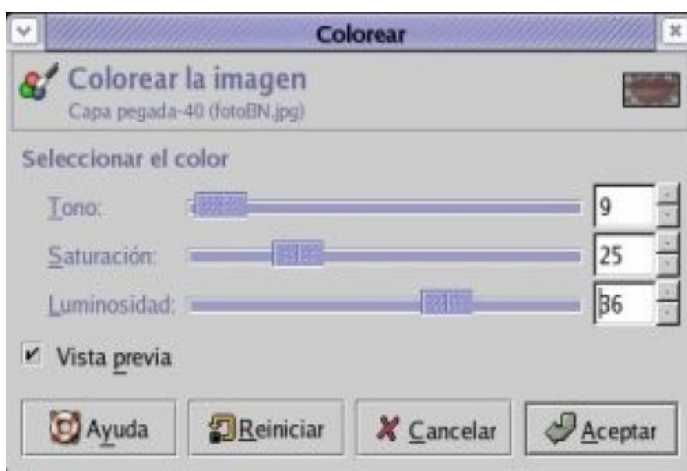 Colorear
Colorear la imagen
Capa pegada-40 (fotoBN.jpg)
Seleccionar el color
Tono: 9
Saturación: 25
Luminosidad: 36
Vista previa
Ayuda Reiniciar Cancelar Aceptar